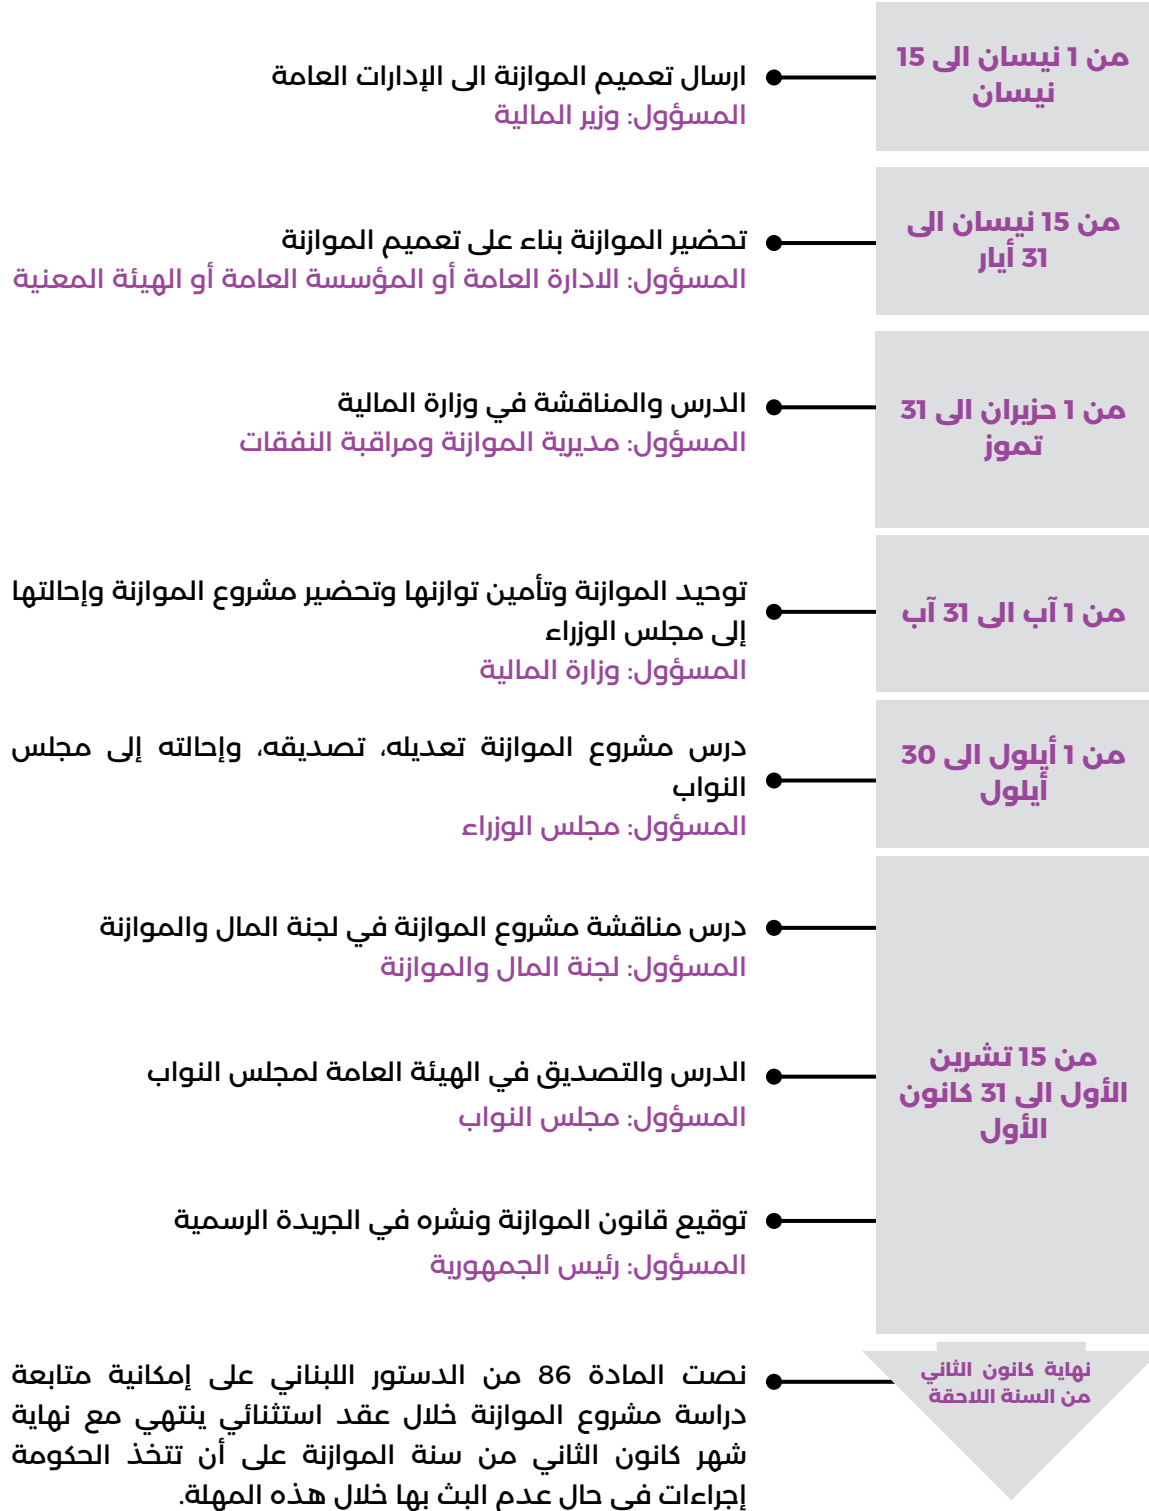 من 1 نيسان الى 15
نيسان
ارسال تعميم الموازنة الى الإدارات العامة
المسؤول: وزير المالية
من 15 نيسان الى
31 أيار
تحضير الموازنة بناء على تعميم الموازنة
المسؤول: الادارة العامة أو المؤسسة العامة أو الهيئة المعنية
من 1 حزيران الى 31
تموز
الدرس والمناقشة في وزارة المالية
المسؤول: مديرية الموازنة ومراقبة النفقات
من 1 آب الى 31 آب
توحيد الموازنة وتأمين توازنها وتحضير مشروع الموازنة وإحالتها
إلى مجلس الوزراء
المسؤول: وزارة المالية
من 1 أيلول الى 30
أيلول
درس مشروع الموازنة تعديله، تصديقه، وإحالته إلى مجلس
النواب
المسؤول: مجلس الوزراء
من 15 تشرين
الأول الى 31 كانون
الأول
درس مناقشة مشروع الموازنة في لجنة المال والموازنة
المسؤول: لجنة المال والموازنة
الدرس والتصديق في الهيئة العامة لمجلس النواب
المسؤول: مجلس النواب
توقيع قانون الموازنة ونشره في الجريدة الرسمية
المسؤول: رئيس الجمهورية
نهاية كانون الثاني
من السنة اللاحقة
نصت المادة 86 من الدستور اللبناني على إمكانية متابعة
دراسة مشروع الموازنة خلال عقد استثنائي ينتهي مع نهاية
شهر كانون الثاني من سنة الموازنة على أن تتخذ الحكومة
إجراءات في حال عدم البث بها خلال هذه المهلة.